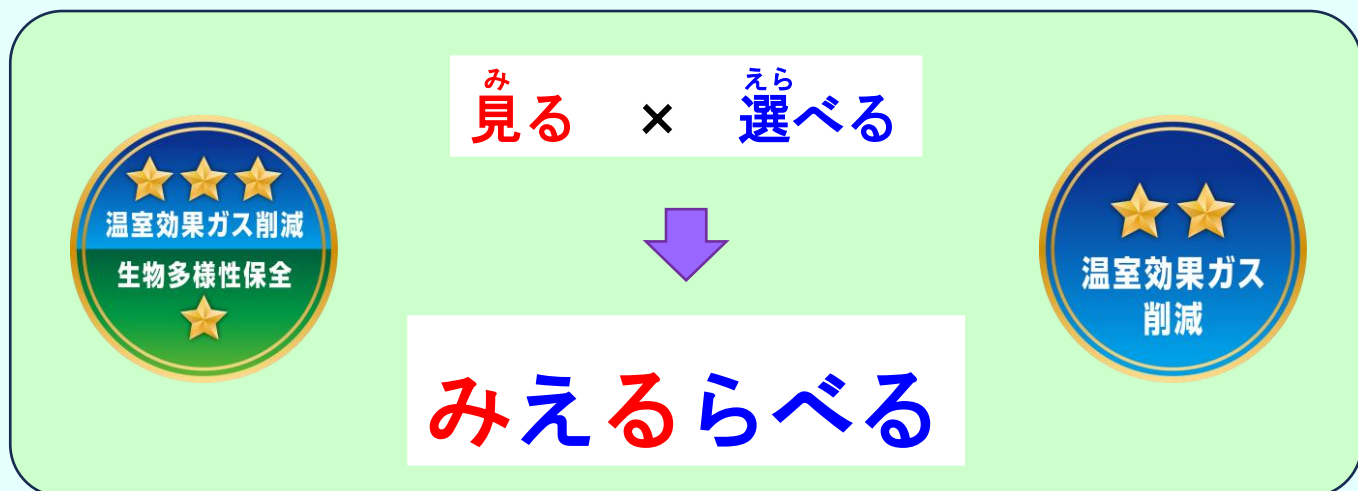 み えら
見る × 選べる
温室効果ガス削減
生物多様性保全
温室効果ガス
削減
みえるらべる